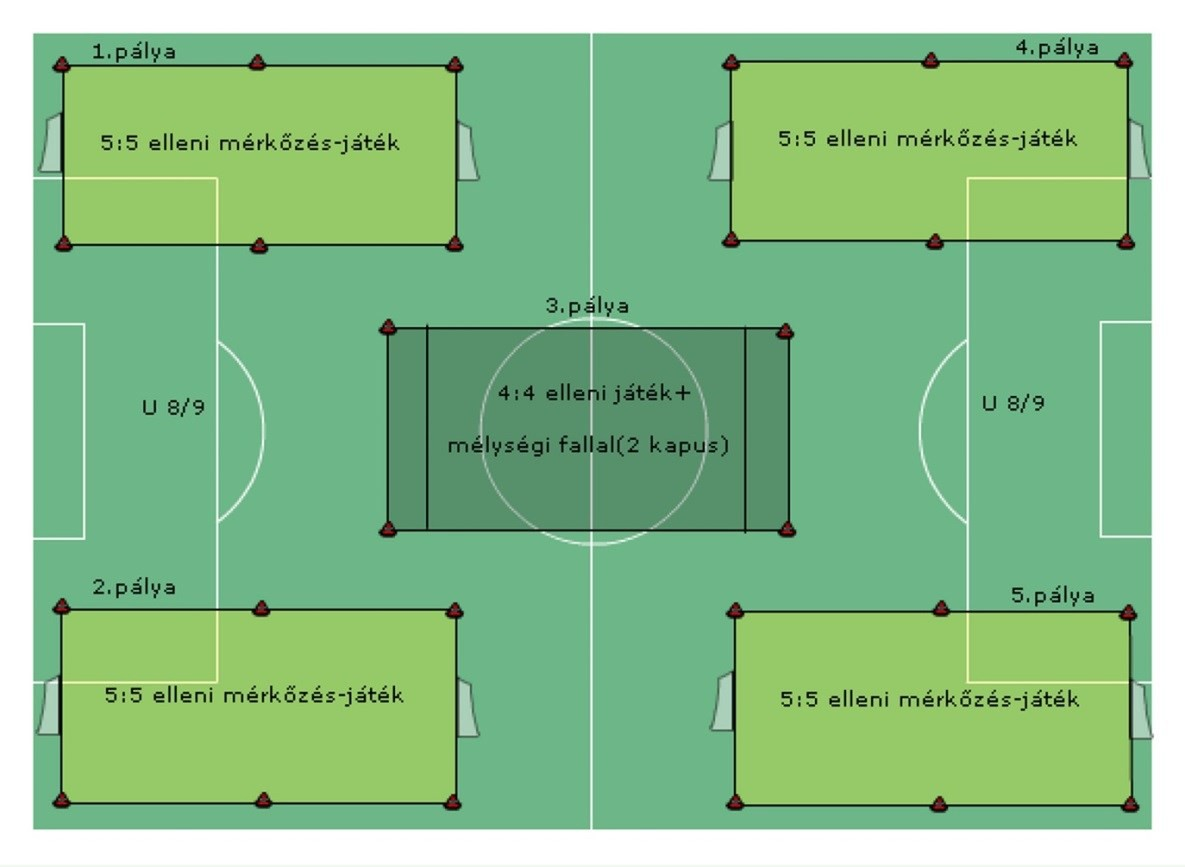 1.pálya
4.pálya
5:5 elleni mérkőzés-játék
5:5 elleni mérkőzés-játék
3.pálya
4:4 elleni játék+
mélységi fallal(2 kapus)
U 8/9
U 8/9
2.pálya
5.pálya
5:5 elleni mérkőzés-játék
5:5 elleni mérkőzés-játék